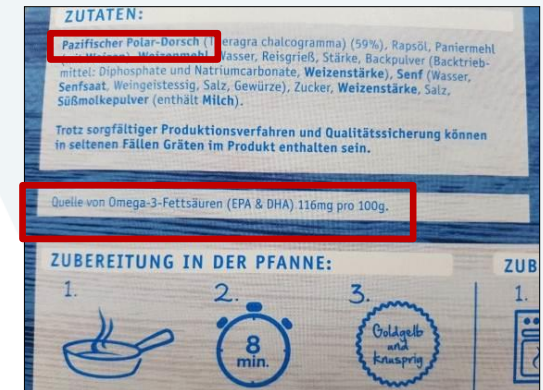 ZUTATEN:
Pazifischer Polar-Dorsch (Theragra chalcogramma) (59%), Rapsöl, Paniermehl
Weizenmehl, Wasser, Reisgrieß, Stärke, Backpulver (Backtrieb-
mittel: Diphosphate und Natriumcarbonate, Weizenstärke), Senf (Wasser,
Senfsaat, Weingeistessig, Salz, Gewürze), Zucker, Weizenstärke, Salz,
Süßmolkepulver (enthält Milch).
Trotz sorgfältiger Produktionsverfahren und Qualitätssicherung können
in seltenen Fällen Gräten im Produkt enthalten sein.
Quelle von Omega-3-Fettsäuren (EPA & DHA) 116mg pro 100g.
ZUBEREITUNG IN DER PFANNE:
1.
2.
8
min.
3.
Goldgelb
und
knusprig
ZUB
1.